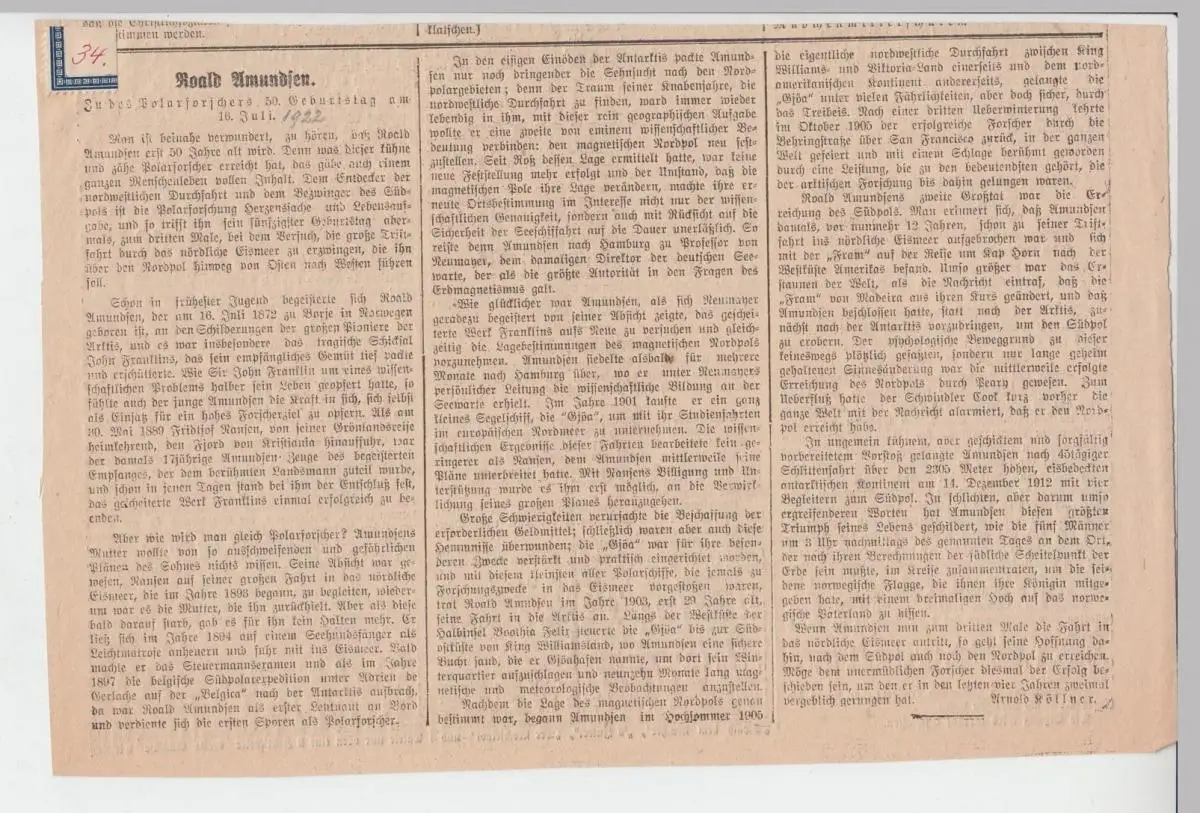 stimmen werden.
klatschen.)
34.
Roald Amundsen.
Zu des Polarforschers 50. Geburtstag am
16. Juli. 1922
Man ist beinahe verwundert, zu hören, daß Roald
Amundsen erst 50 Jahre alt wird. Denn was dieser kühne
und zähe Polarforscher erreicht hat, das gäbe auch einem
ganzen Menschenleben vollen Inhalt. Dem Entdecker der
nordwestlichen Durchfahrt und dem Bezwinger des Süd-
pols ist die Polarforschung Herzenssache und Lebensauf-
gabe, und so trifft ihn sein fünfzigster Geburtstag aber-
mals, zum dritten Male, bei dem Versuch, die große Trift-
fahrt durch das nördliche Eismeer zu erzwingen, die ihn
über den Nordpol hinweg von Osten nach Westen führen
soll.
Schon in frühester Jugend begeisterte sich Roald
Amundsen, der am 16. Juli 1872 zu Borje in Norwegen
geboren ist, an den Schilderungen der großen Pioniere der
Arktis, und es war insbesondere das tragische Schicksal
John Franklins, das sein empfängliches Gemüt tief packte
und erschütterte. Wie Sir John Franklin um eines wissen-
schaftlichen Problems halber sein Leben geopfert hatte, so
fühlte auch der junge Amundsen die Kraft in sich, sich selbst
als Einsatz für ein hohes Forscherziel zu opfern. Als am
30. Mai 1889 Fridtjof Nansen, von seiner Grönlandsreise
heimkehrend, den Fjord von Kristiania hinauffuhr, war
der damals 17jährige Amundsen Zeuge des begeisterten
Empfanges, der dem berühmten Landsmann zuteil wurde,
und schon in jenen Tagen stand bei ihm der Entschluß fest,
das gescheiterte Werk Franklins einmal erfolgreich zu be-
enden.
Aber wie wird man gleich Polarforscher? Amundsens
Mutter wollte von so ausschweifenden und gefährlichen
Plänen des Sohnes nichts wissen. Seine Absicht war ge-
wesen, Nansen auf seiner großen Fahrt in das nördliche
Eismeer, die im Jahre 1893 begann, zu begleiten, wieder-
um war es die Mutter, die ihn zurückhielt. Aber als diese
bald darauf starb, gab es für ihn kein Halten mehr. Er
ließ sich im Jahre 1894 auf einem Seehundsfänger als
Leichtmatrose anheuern und fuhr mit ins Eismeer. Bald
machte er das Steuermannsexamen und als im Jahre
1897 die belgische Südpolarexpedition unter Adrien de
Gerlache auf der „Belgica“ nach der Antarktis aufbrach,
da war Roald Amundsen als erster Leutnant an Bord
und verdiente sich die ersten Sporen als Polarforscher.
In den eisigen Einöden der Antarktis packte Amund-
sen nur noch dringender die Sehnsucht nach den Nord-
polargebieten; denn der Traum seiner Knabenjahre, die
nordwestliche Durchfahrt zu finden, ward immer wieder
lebendig in ihm, mit dieser rein geographischen Aufgabe
wollte er eine zweite von eminent wissenschaftlicher Be-
deutung verbinden: den magnetischen Nordpol neu fest-
zustellen. Seit Roß dessen Lage ermittelt hatte, war keine
neue Feststellung mehr erfolgt und der Umstand, daß die
magnetischen Pole ihre Lage verändern, machte ihre er-
neute Ortsbestimmung im Interesse nicht nur der wissen-
schaftlichen Genauigkeit, sondern auch mit Rücksicht auf die
Sicherheit der Seeschiffahrt auf die Dauer unerläßlich. So
reiste denn Amundsen nach Hamburg zu Professor von
Neumayer, dem damaligen Direktor der deutschen See-
warte, der als die größte Autorität in den Fragen des
Erdmagnetismus galt.
Wie glücklicher war Amundsen, als sich Neumayer
geradezu begeistert von seiner Absicht zeigte, das geschei-
terte Werk Franklins aufs Neue zu versuchen und gleich-
zeitig die Lagebestimmungen des magnetischen Nordpols
vorzunehmen. Amundsen siedelte alsbald für mehrere
Monate nach Hamburg über, wo er unter Neumayers
persönlicher Leitung die wissenschaftliche Bildung an der
Seewarte erhielt. Im Jahre 1901 kaufte er ein ganz
kleines Segelschiff, die "Gjöa", um mit ihr Studienfahrten
im europäischen Nordmeer zu unternehmen. Die wissen-
schaftlichen Ergebnisse dieser Fahrten bearbeitete kein ge-
ringerer als Nansen, dem Amundsen mittlerweile seine
Pläne unterbreitet hatte. Mit Nansens Billigung und Un-
terstützung wurde es ihm erst möglich, an die Verwirk-
lichung seines großen Planes heranzugehen.
Große Schwierigkeiten verursachte die Beschaffung der
erforderlichen Geldmittel; schließlich waren aber auch diese
Hemmnisse überwunden; die „Gjöa“ war für ihre beson-
deren Zwecke verstärkt und praktisch eingerichtet worden,
und mit diesem kleinsten aller Polarschiffe, die jemals zu
Forschungszwecke in das Eismeer vorgestoßen waren,
trat Roald Amundsen im Jahre 1903, erst 29 Jahre alt,
seine Fahrt in die Arktis an. Längs der Westküste der
Halbinsel Boothia Felix steuerte die „Gjöa“ bis zur Süd-
ostküste von King Williamsland, wo Amundsen eine sichere
Bucht fand, die er Gjöahafen nannte, um dort sein Win-
terquartier aufzuschlagen und neunzehn Monate lang mag-
netische und meteorologische Beobachtungen anzustellen.
Nachdem die Lage des magnetischen Nordpols genau
bestimmt war, begann Amundsen im Hochsommer 1905
die eigentliche nordwestliche Durchfahrt zwischen King
Williams- und Viktoria-Land einerseits und dem nord-
amerikanischen Kontinent andererseits, gelangte die
„Gjöa“ unter vielen Fährlichkeiten, aber doch sicher, durch
das Treibeis. Nach einer dritten Ueberwinterung kehrte
im Oktober 1905 der erfolgreiche Forscher durch die
Behringstraße über San Franzisco zurück, in der ganzen
Welt gefeiert und mit einem Schlage berühmt geworden
durch eine Leistung, die zu den bedeutendsten gehört, die
der arktischen Forschung bis dahin gelungen waren.
Roald Amundsens zweite Großtat war die Er-
reichung des Südpols. Man erinnert sich, daß Amundsen
damals, vor nunmehr 12 Jahren, schon zu seiner Trift-
fahrt ins nördliche Eismeer aufgebrochen war und sich
mit der „Fram“ auf der Reise um Kap Horn nach der
Westküste Amerikas befand. Umso größer war das Er-
staunen der Welt, als die Nachricht eintraf, daß die
„Fram“ von Madeira aus ihren Kurs geändert, und daß
Amundsen beschlossen hatte, statt nach der Arktis, zu-
nächst nach der Antarktis vorzudringen, um den Südpol
zu erobern. Der psychologische Beweggrund zu dieser
keineswegs plötzlich gefaßten, sondern nur lange geheim
gehaltenen Sinnesänderung war die mittlerweile erfolgte
Erreichung des Nordpols durch Peary gewesen. Zum
Ueberfluß hatte der Schwindler Cook kurz vorher die
ganze Welt mit der Nachricht alarmiert, daß er den Nord-
pol erreicht habe.
In ungemein kühnem, aber geschicktem und sorgfältig
vorbereitetem Vorstoß gelangte Amundsen nach 45tägiger
Schlittenfahrt über den 2305 Meter hohen, eisbedeckten
antarktischen Kontinent am 14. Dezember 1912 mit vier
Begleitern zum Südpol. In schlichten, aber darum umso
ergreifenderen Worten hat Amundsen diesen größten
Triumph seines Lebens geschildert, wie die fünf Männer
um 3 Uhr nachmittags des genannten Tages an dem Ort,
der nach ihren Berechnungen der südliche Scheitelpunkt der
Erde sein mußte, im Kreise zusammentraten, um die sei-
dene norwegische Flagge, die ihnen ihre Königin mitge-
geben hatte, mit einem dreimaligen Hoch auf das norwe-
gische Vaterland zu hissen.
Wenn Amundsen nun zum dritten Male die Fahrt in
das nördliche Eismeer antritt, so geht seine Hoffnung da-
hin, nach dem Südpol auch noch den Nordpol zu erreichen.
Möge dem unermüdlichen Forscher diesmal der Erfolg be-
schieden sein, um den er in den letzten vier Jahren zweimal
vergeblich gerungen hat. Arnold Köllner.